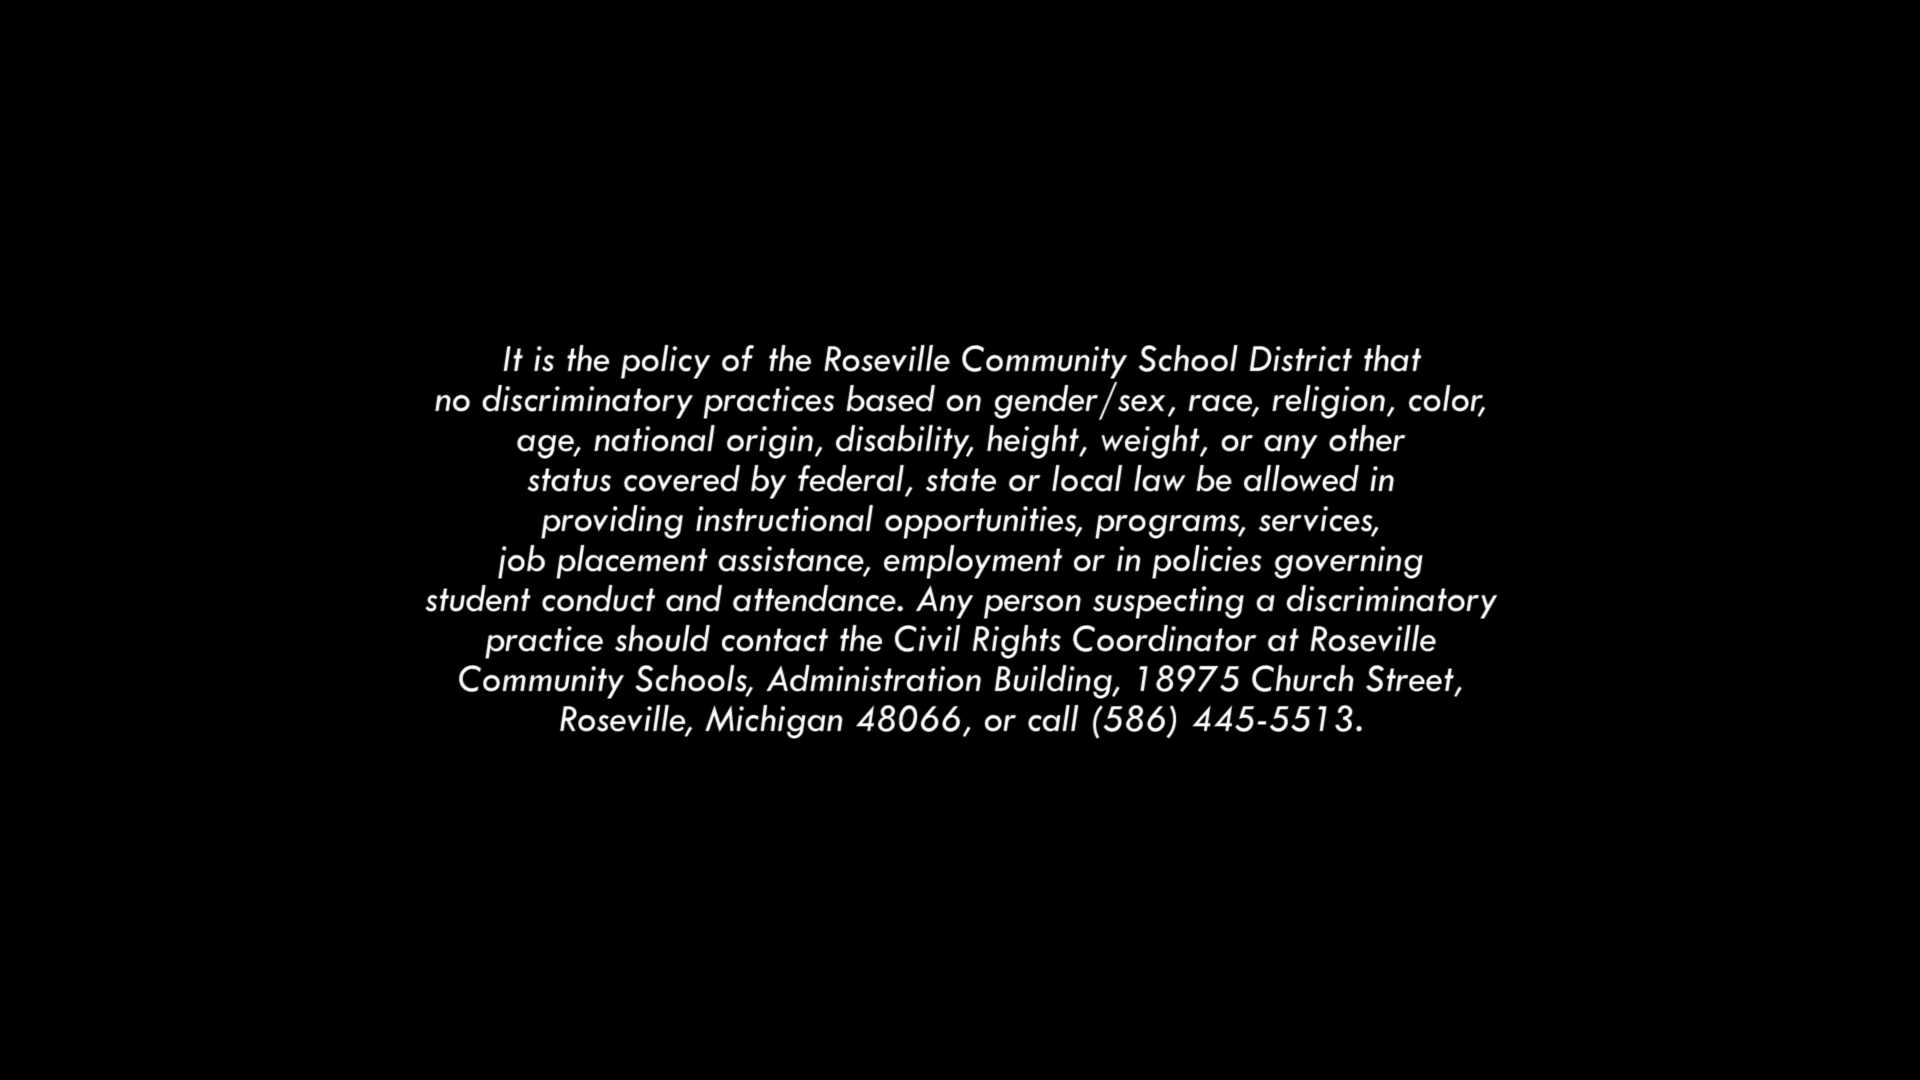 It is the policy of the Roseville Community School District that
no discriminatory practices based on gender/sex, race, religion, color,
age, national origin, disability, height, weight, or any other
status covered by federal, state or local law be allowed in
providing instructional opportunities, programs, services,
job placement assistance, employment or in policies governing
student conduct and attendance. Any person suspecting a discriminatory
practice should contact the Civil Rights Coordinator at Roseville
Community Schools, Administration Building, 18975 Church Street,
Roseville, Michigan 48066, or call (586) 445-5513.